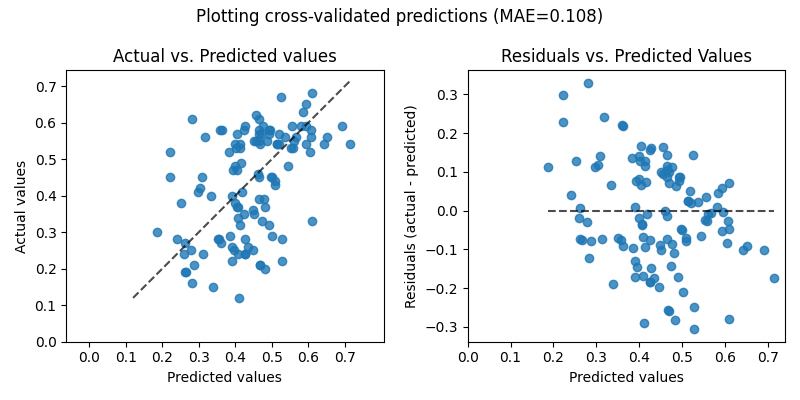 Plotting cross-validated predictions (MAE=0.108)
Actual vs. Predicted values
Actual values
0.7
0.6
0.5
0.4
0.3
0.2
0.1
0.0
0.0 0.1 0.2 0.3 0.4 0.5 0.6 0.7
Predicted values
Residuals vs. Predicted Values
Residuals (actual - predicted)
0.3
0.2
0.1
0.0
−0.1
−0.2
−0.3
0.0 0.1 0.2 0.3 0.4 0.5 0.6 0.7
Predicted values